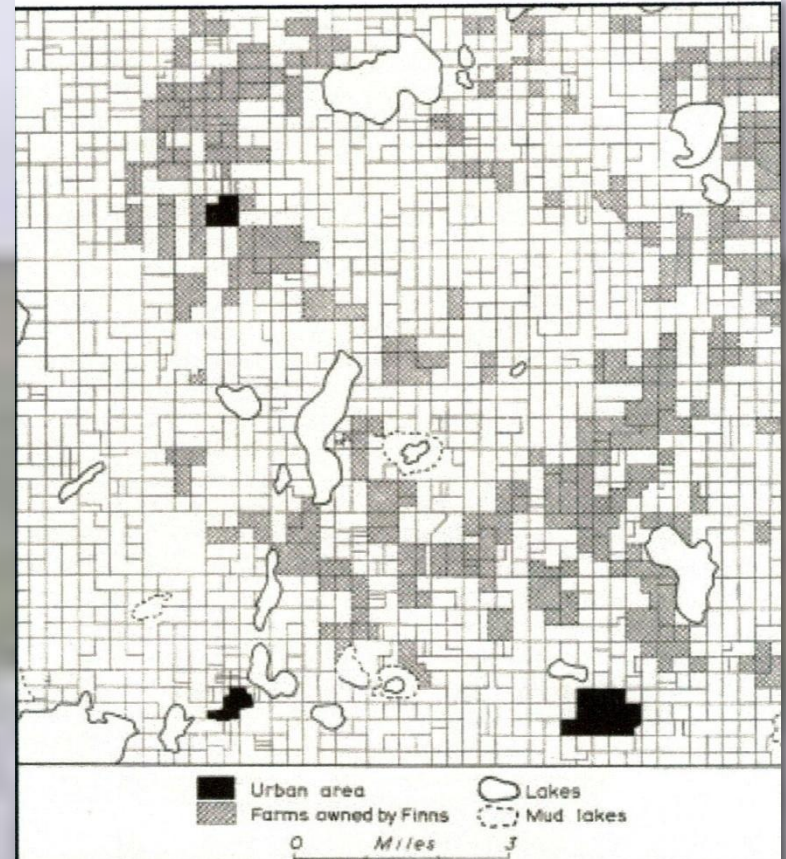 Urban area
Lakes
Farms owned by Finns
Mud lakes
0 Miles 3